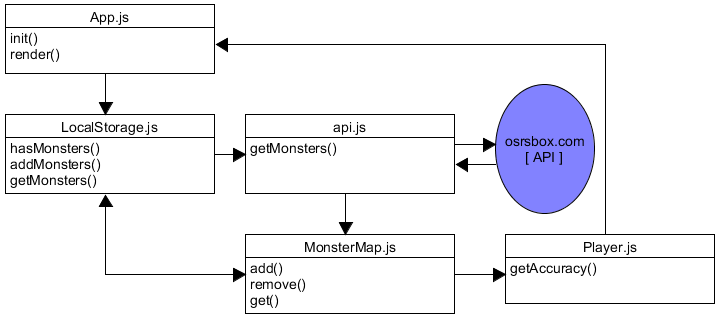 App.js
init()
render()
LocalStorage.js
hasMonsters()
addMonsters()
getMonsters()
api.js
getMonsters()
osrsbox.com
[ API ]
MonsterMap.js
add()
remove()
get()
Player.js
getAccuracy()